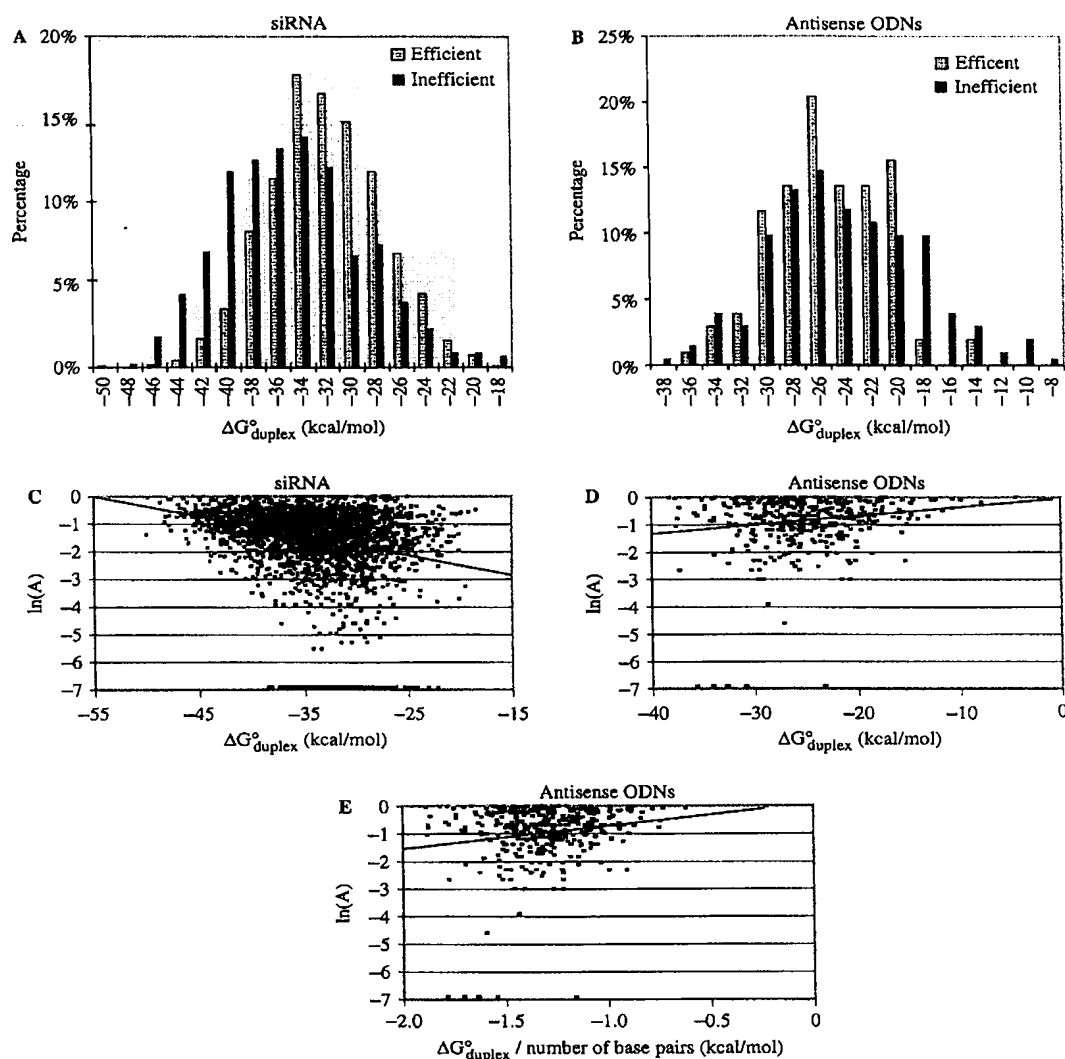 A
siRNA
20%
15%
10%
5%
0%
Percentage
Efficient
Inefficient
−50 −48 −46 −44 −42 −40 −38 −36 −34 −32 −30 −28 −26 −24 −22 −20 −18
ΔG°duplex (kcal/mol)
B
Antisense ODNs
25%
20%
15%
10%
5%
0%
Percentage
Efficent
Inefficient
−38 −36 −34 −32 −30 −28 −26 −24 −22 −20 −18 −16 −14 −12 −10 −8
ΔG°duplex (kcal/mol)
C
siRNA
0
−1
−2
−3
−4
−5
−6
−7
ln(A)
−55 −45 −35 −25 −15
ΔG°duplex (kcal/mol)
D
Antisense ODNs
0
−1
−2
−3
−4
−5
−6
−7
ln(A)
−40 −30 −20 −10 0
ΔG°duplex (kcal/mol)
E
Antisense ODNs
0
−1
−2
−3
−4
−5
−6
−7
ln(A)
−2.0 −1.5 −1.0 −0.5 0
ΔG°duplex / number of base pairs (kcal/mol)